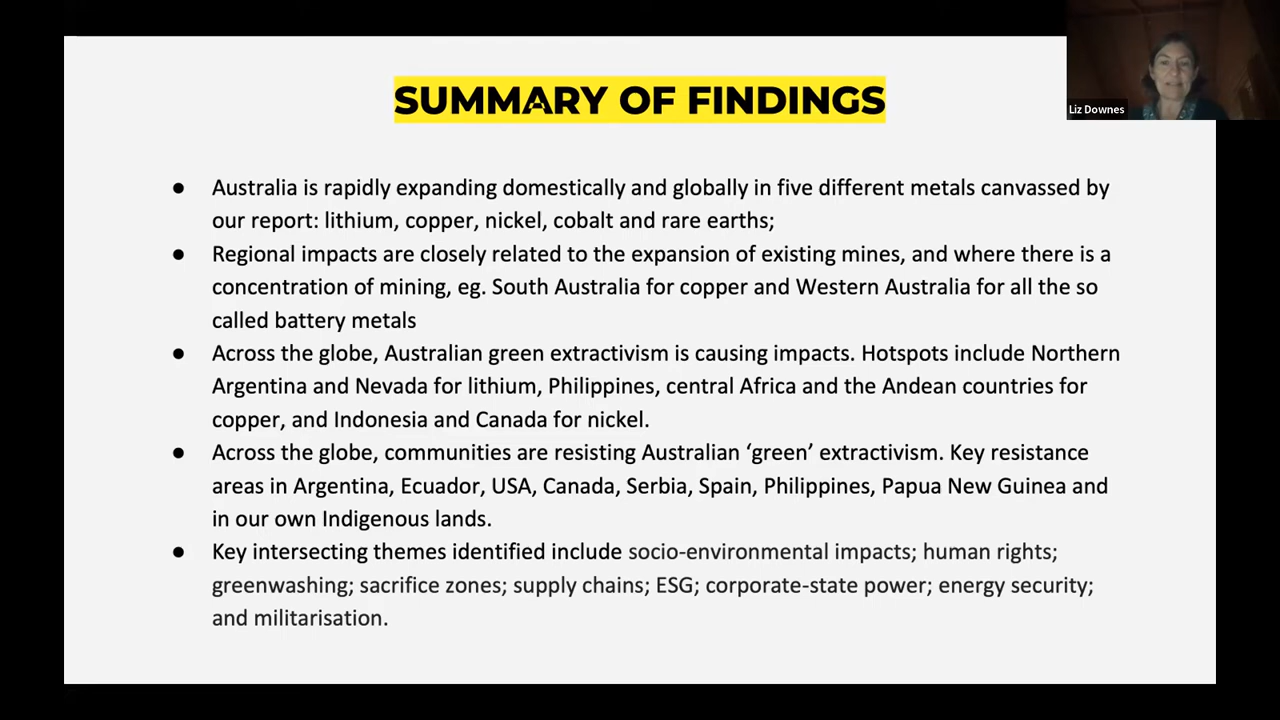 SUMMARY OF FINDINGS
Liz Downes
● Australia is rapidly expanding domestically and globally in five different metals canvassed by
our report: lithium, copper, nickel, cobalt and rare earths;
● Regional impacts are closely related to the expansion of existing mines, and where there is a
concentration of mining, eg. South Australia for copper and Western Australia for all the so
called battery metals
● Across the globe, Australian green extractivism is causing impacts. Hotspots include Northern
Argentina and Nevada for lithium, Philippines, central Africa and the Andean countries for
copper, and Indonesia and Canada for nickel.
● Across the globe, communities are resisting Australian ‘green’ extractivism. Key resistance
areas in Argentina, Ecuador, USA, Canada, Serbia, Spain, Philippines, Papua New Guinea and
in our own Indigenous lands.
● Key intersecting themes identified include socio-environmental impacts; human rights;
greenwashing; sacrifice zones; supply chains; ESG; corporate-state power; energy security;
and militarisation.